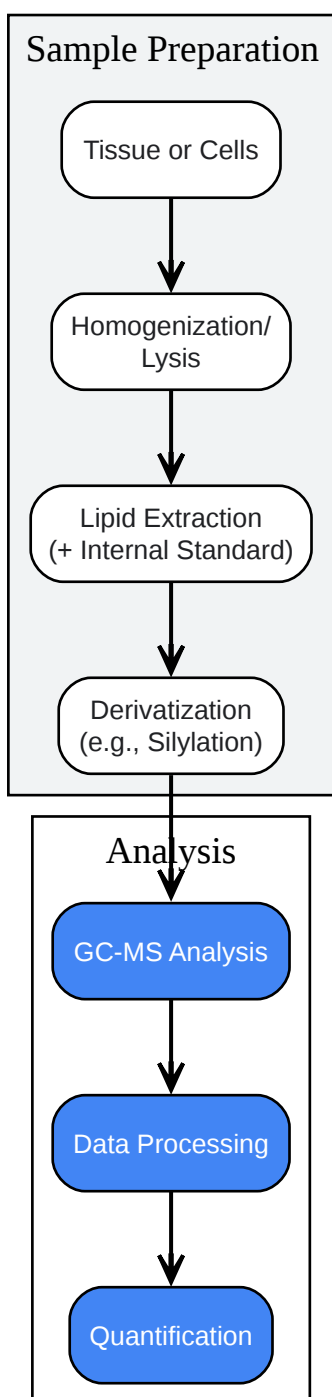 Sample Preparation
Tissue or Cells
Homogenization/
Lysis
Lipid Extraction
(+ Internal Standard)
Derivatization
(e.g., Silylation)
Analysis
GC-MS Analysis
Data Processing
Quantification